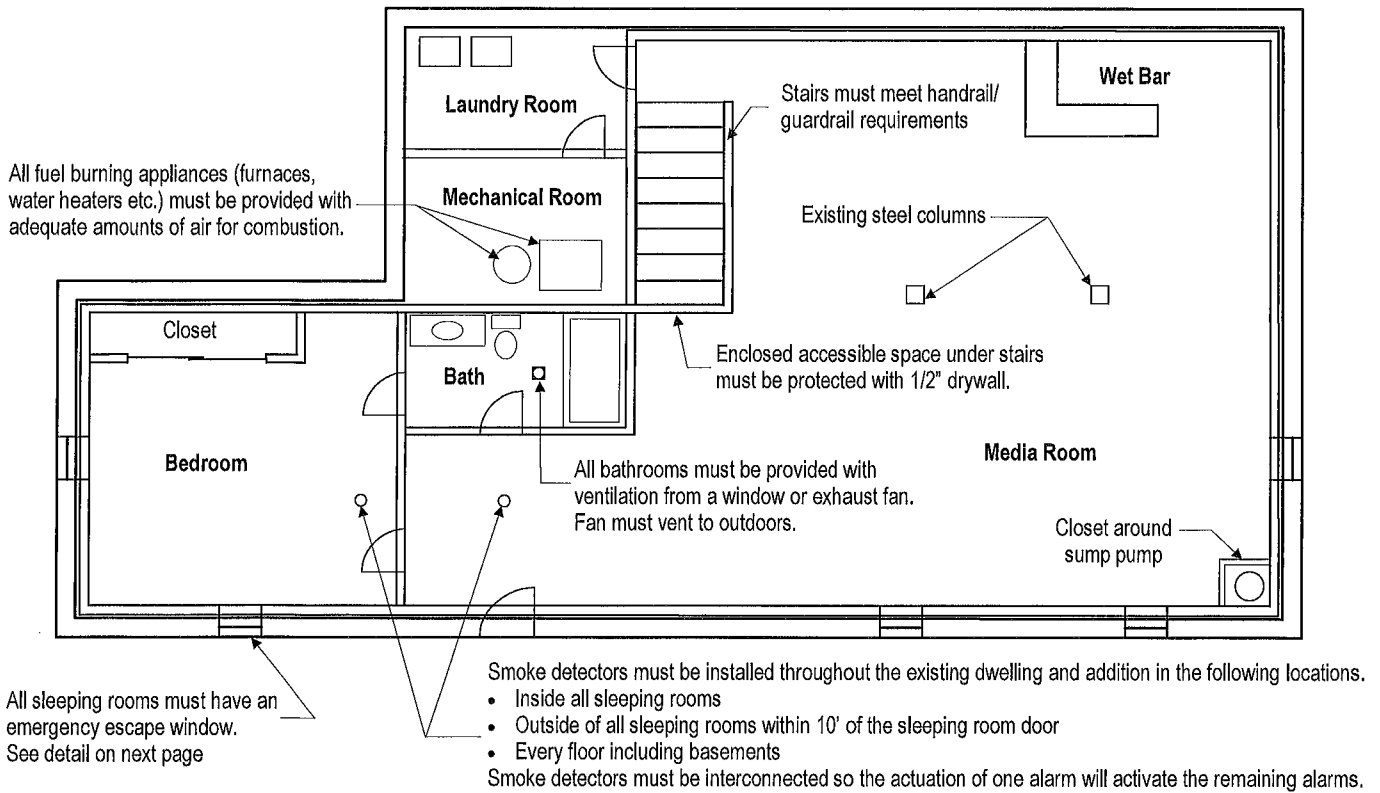 Wet Bar
Stairs must meet handrail/
guardrail requirements
Laundry Room
All fuel burning appliances (furnaces,
water heaters etc.) must be provided with
adequate amounts of air for combustion.
Mechanical Room
Existing steel columns
Closet
Enclosed accessible space under stairs
must be protected with 1/2" drywall.
Bath
Bedroom
Media Room
All bathrooms must be provided with
ventilation from a window or exhaust fan.
Fan must vent to outdoors.
Closet around
sump pump
All sleeping rooms must have an
emergency escape window.
See detail on next page
Smoke detectors must be installed throughout the existing dwelling and addition in the following locations.
• Inside all sleeping rooms
• Outside of all sleeping rooms within 10' of the sleeping room door
• Every floor including basements
Smoke detectors must be interconnected so the actuation of one alarm will activate the remaining alarms.